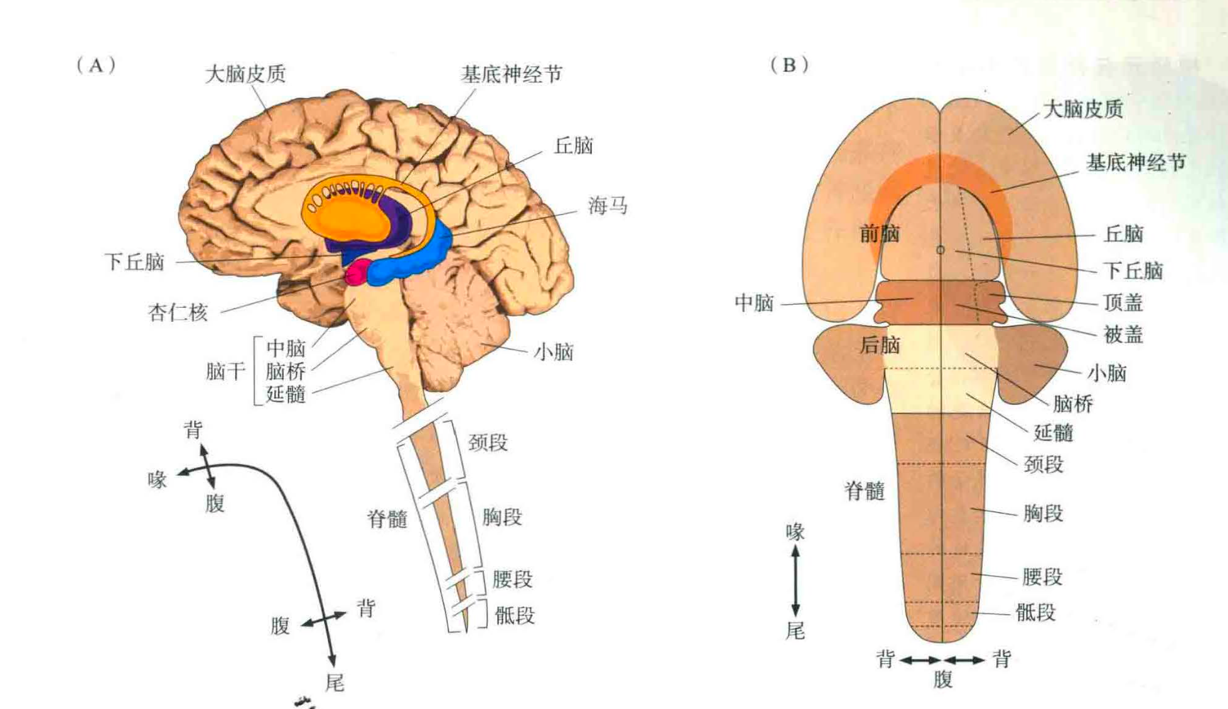 （A）
大脑皮质
基底神经节
丘脑
海马
下丘脑
杏仁核
脑干
中脑
脑桥
延髓
小脑
背
喙
腹
颈段
脊髓
胸段
腰段
骶段
腹
背
尾
（B）
大脑皮质
基底神经节
前脑
丘脑
下丘脑
中脑
顶盖
被盖
后脑
小脑
脑桥
延髓
颈段
脊髓
胸段
喙
腰段
骶段
尾
背
背
腹